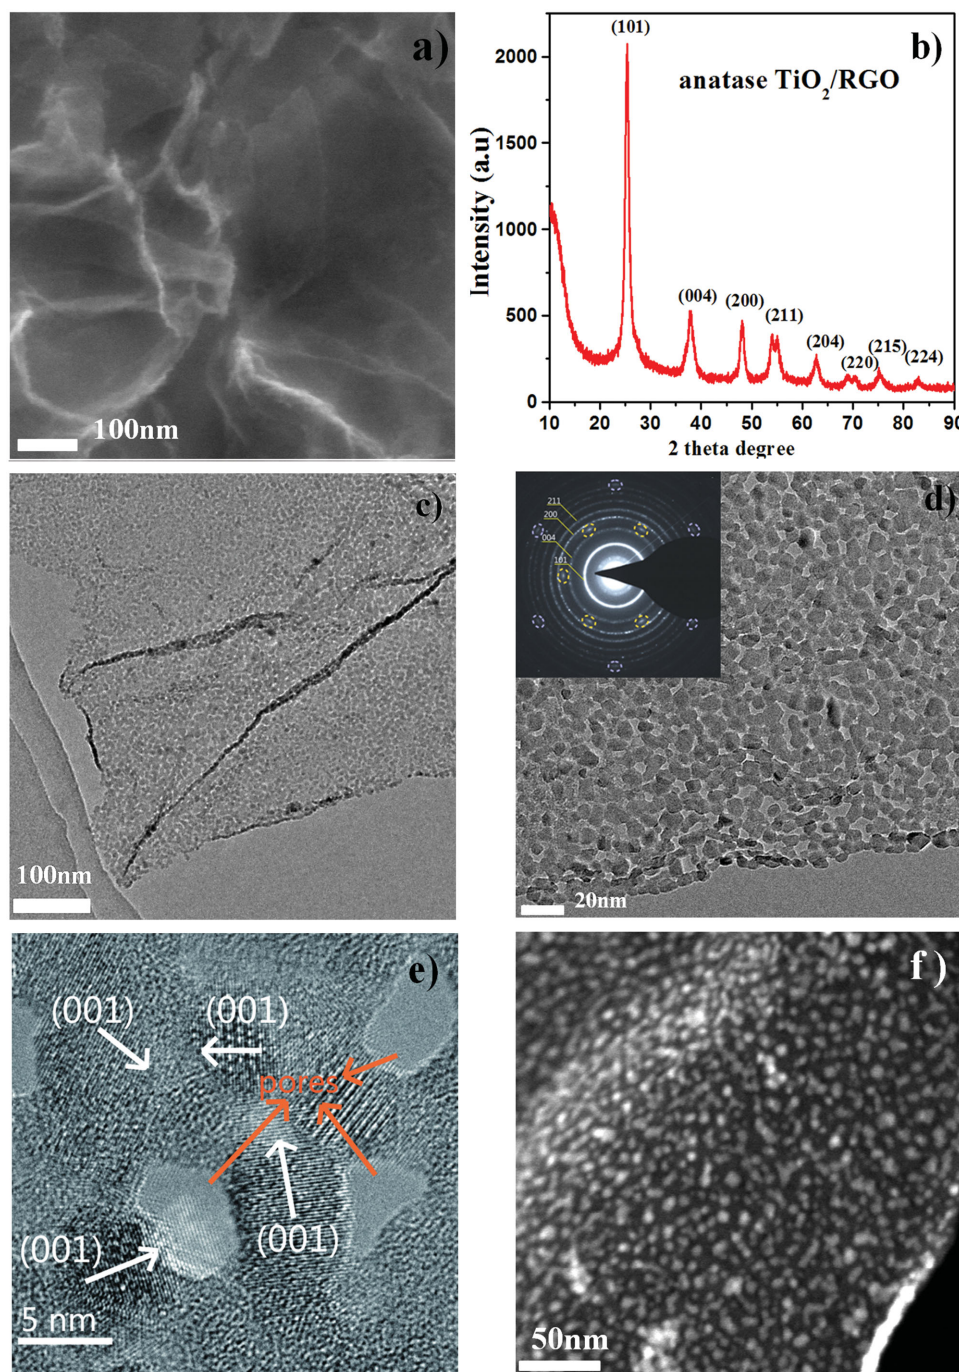 a)
100nm
b)
anatase TiO₂/RGO
(101)
(004)
(200)
(211)
(204)
(220)
(215)
(224)
Intensity (a.u)
2000
1500
1000
500
0
10 20 30 40 50 60 70 80 90
2 theta degree
c)
100nm
d)
211
200
004
101
20nm
e)
(001)
(001)
pores
(001)
(001)
5 nm
f )
50nm